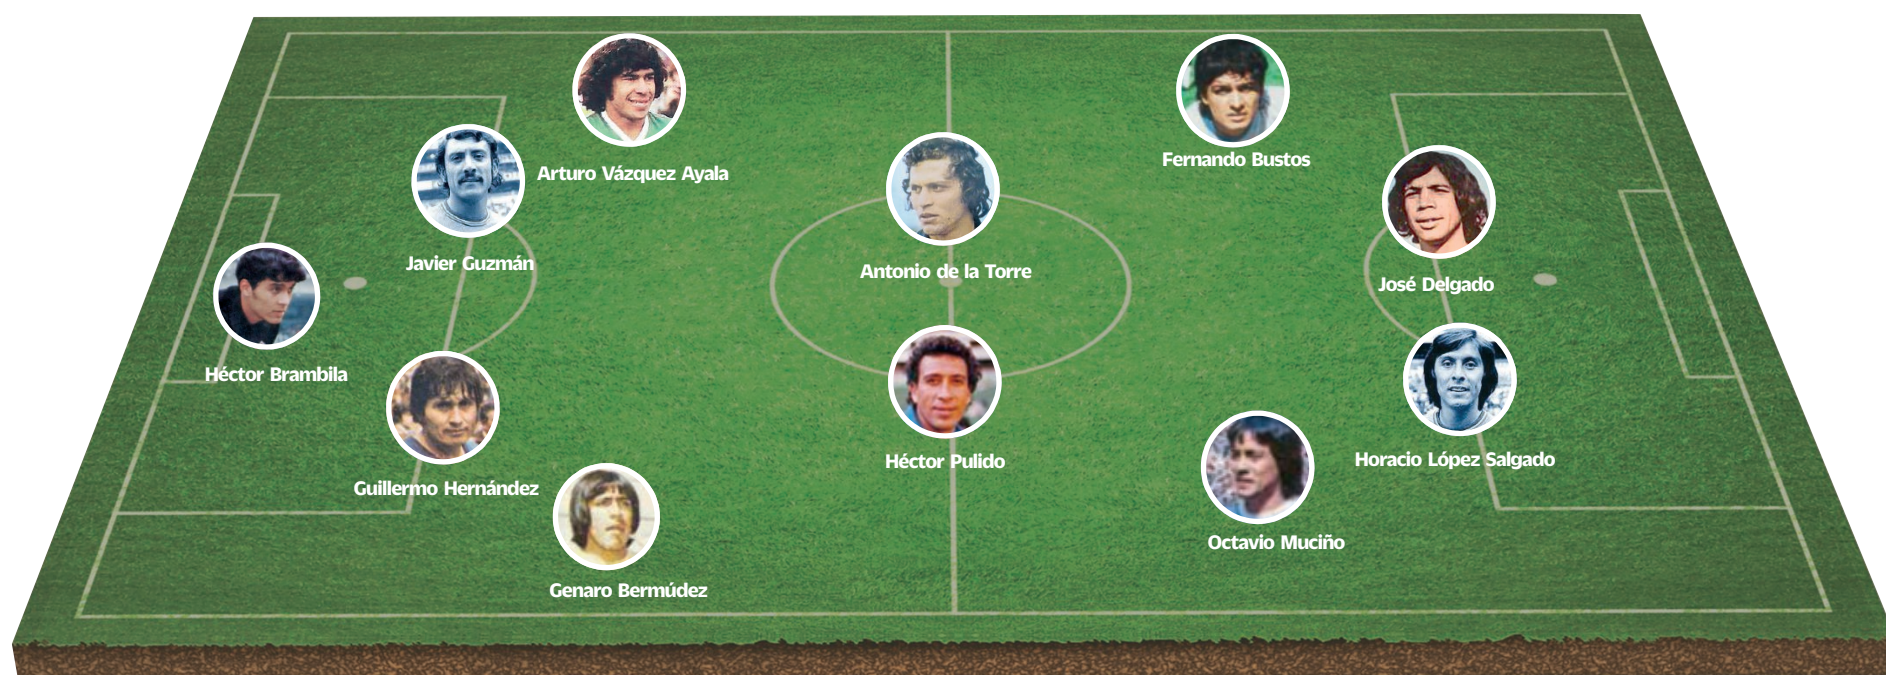 Fernando Bustos
Arturo Vázquez Ayala
Javier Guzmán
Antonio de la Torre
José Delgado
Héctor Brambila
Horacio López Salgado
Héctor Pulido
Guillermo Hernández
Octavio Muciño
Genaro Bermúdez